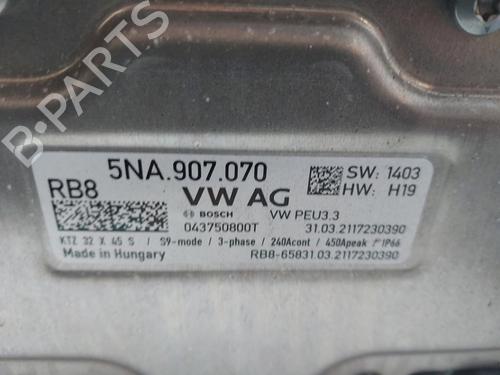 B-PARTS
5NA.907.070
RB8
VW AG
SW: 1403
HW: H19
BOSCH
VW PEU3.3
043750800T
31.03.2117230390
KTZ 32 X 45 S / S9-mode / 3-phase / 240Acont / 450Apeak / IP66
Made in Hungary
RB8-65831.03.2117230390